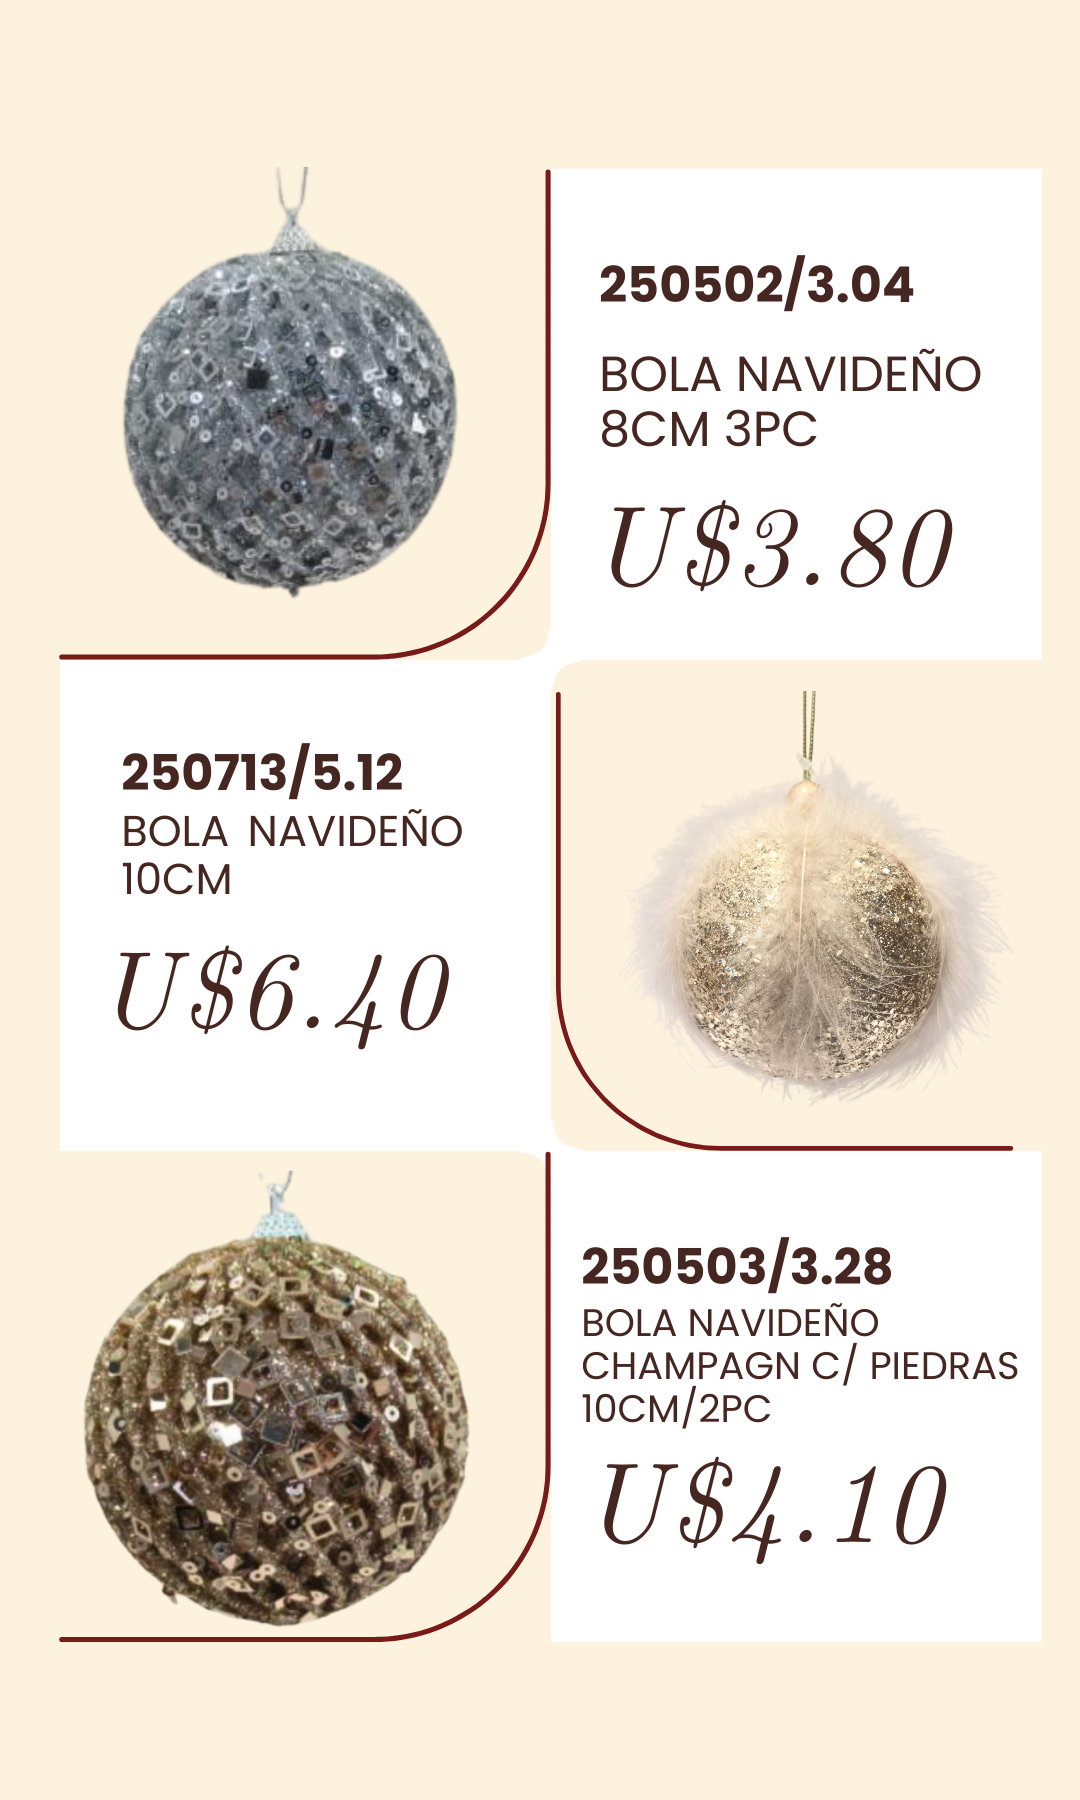 250502/3.04
BOLA NAVIDEÑO
8CM 3PC
U$3.80
250713/5.12
BOLA NAVIDEÑO
10CM
U$6.40
250503/3.28
BOLA NAVIDEÑO
CHAMPAGN C/ PIEDRAS
10CM/2PC
U$4.10